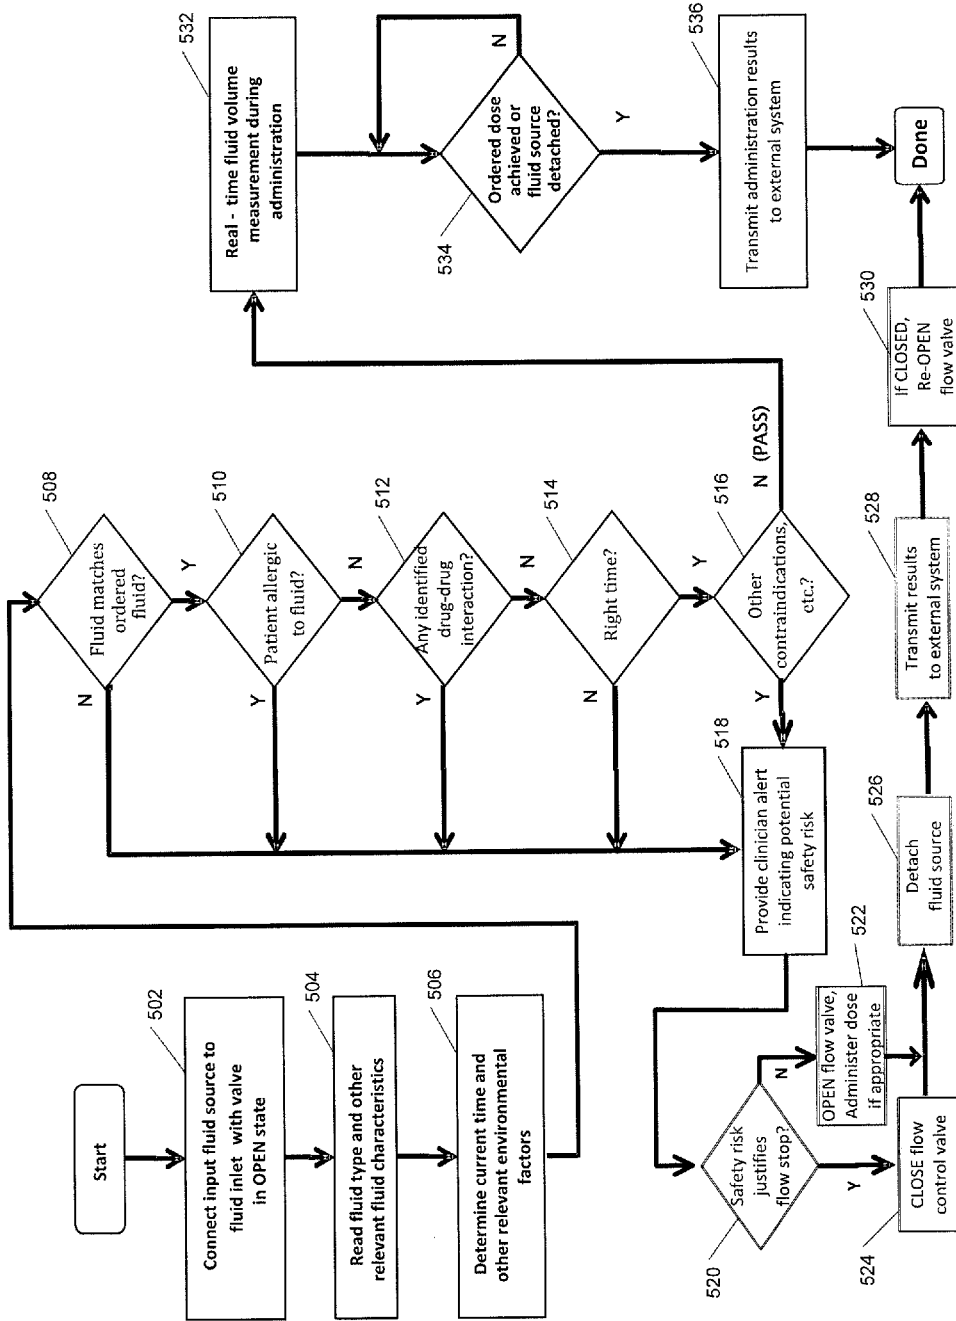 Start
502
Connect input fluid source to
fluid inlet with valve
in OPEN state
504
Read fluid type and other
relevant fluid characteristics
506
Determine current time and
other relevant environmental
factors
508
Fluid matches
ordered
fluid?
N
Y
510
Patient allergic
to fluid?
Y
N
512
Any identified
drug-drug
interaction?
Y
N
514
Right time?
N
Y
516
Other
contraindications,
etc.?
Y
N (PASS)
518
Provide clinician alert
indicating potential
safety risk
520
Safety risk
justifies
flow stop?
N
Y
522
OPEN flow valve,
Administer dose
if appropriate
524
CLOSE flow
control valve
526
Detach
fluid source
528
Transmit results
to external system
530
If CLOSED,
Re-OPEN
flow valve
532
Real - time fluid volume
measurement during
administration
534
Ordered dose
achieved or
fluid source
detached?
N
Y
536
Transmit administration results
to external system
Done